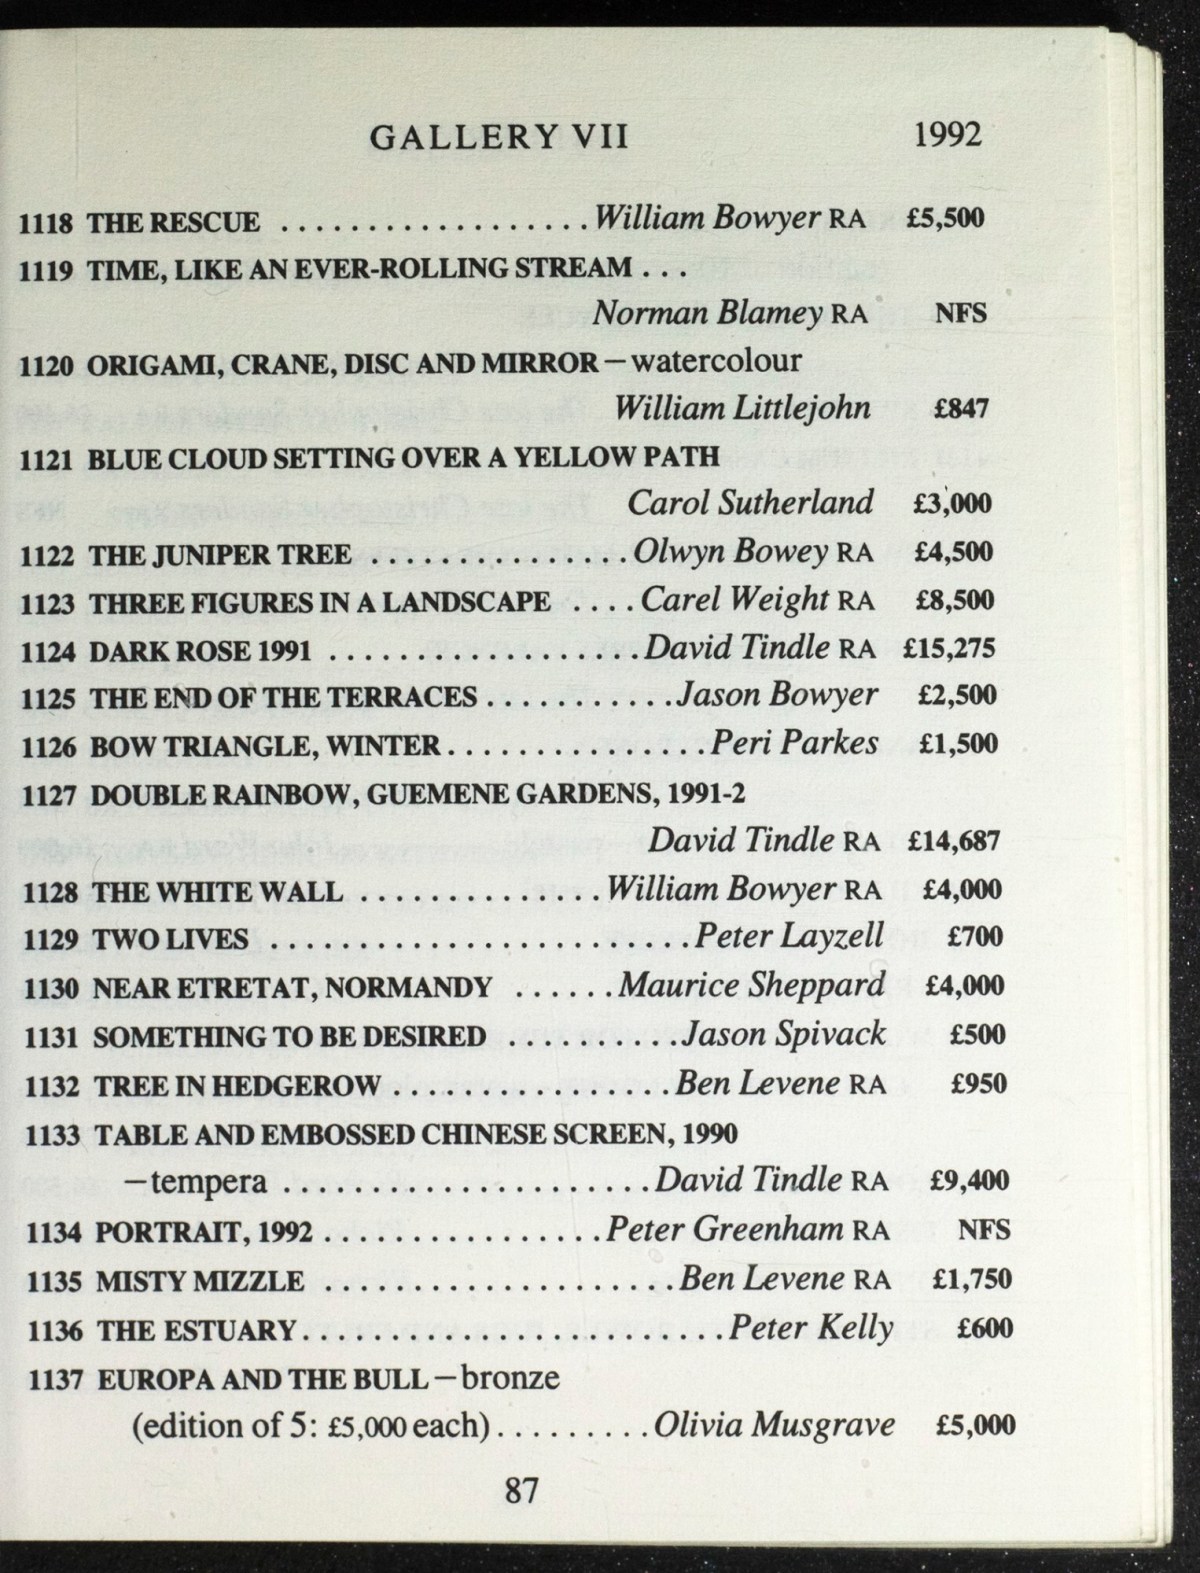 GALLERY VII 1992
1118 THE RESCUE .................. William Bowyer RA £5,500
1119 TIME, LIKE AN EVER-ROLLING STREAM ...
Norman Blamey RA NFS
1120 ORIGAMI, CRANE, DISC AND MIRROR – watercolour
William Littlejohn £847
1121 BLUE CLOUD SETTING OVER A YELLOW PATH
Carol Sutherland £3,000
1122 THE JUNIPER TREE ............... Olwyn Bowey RA £4,500
1123 THREE FIGURES IN A LANDSCAPE .... Carel Weight RA £8,500
1124 DARK ROSE 1991 ................... David Tindle RA £15,275
1125 THE END OF THE TERRACES ........... Jason Bowyer £2,500
1126 BOW TRIANGLE, WINTER ................ Peri Parkes £1,500
1127 DOUBLE RAINBOW, GUEMENE GARDENS, 1991-2
David Tindle RA £14,687
1128 THE WHITE WALL ............... William Bowyer RA £4,000
1129 TWO LIVES ......................... Peter Layzell £700
1130 NEAR ETRETAT, NORMANDY ...... Maurice Sheppard £4,000
1131 SOMETHING TO BE DESIRED .......... Jason Spivack £500
1132 TREE IN HEDGEROW ................. Ben Levene RA £950
1133 TABLE AND EMBOSSED CHINESE SCREEN, 1990
– tempera ...................... David Tindle RA £9,400
1134 PORTRAIT, 1992 ................. Peter Greenham RA NFS
1135 MISTY MIZZLE ..................... Ben Levene RA £1,750
1136 THE ESTUARY ......................... Peter Kelly £600
1137 EUROPA AND THE BULL – bronze
(edition of 5: £5,000 each) ......... Olivia Musgrave £5,000
87